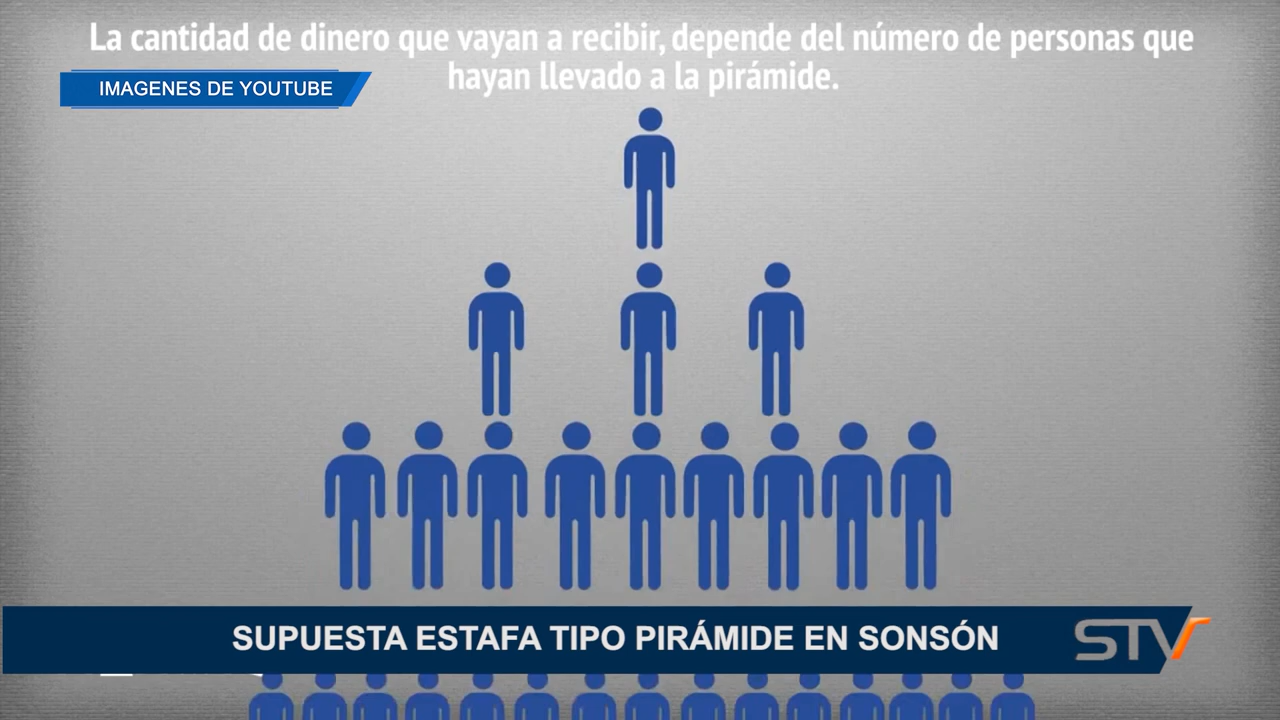 La cantidad de dinero que vayan a recibir, depende del número de personas que
hayan llevado a la pirámide.
IMAGENES DE YOUTUBE
SUPUESTA ESTAFA TIPO PIRÁMIDE EN SONSÓN
STV